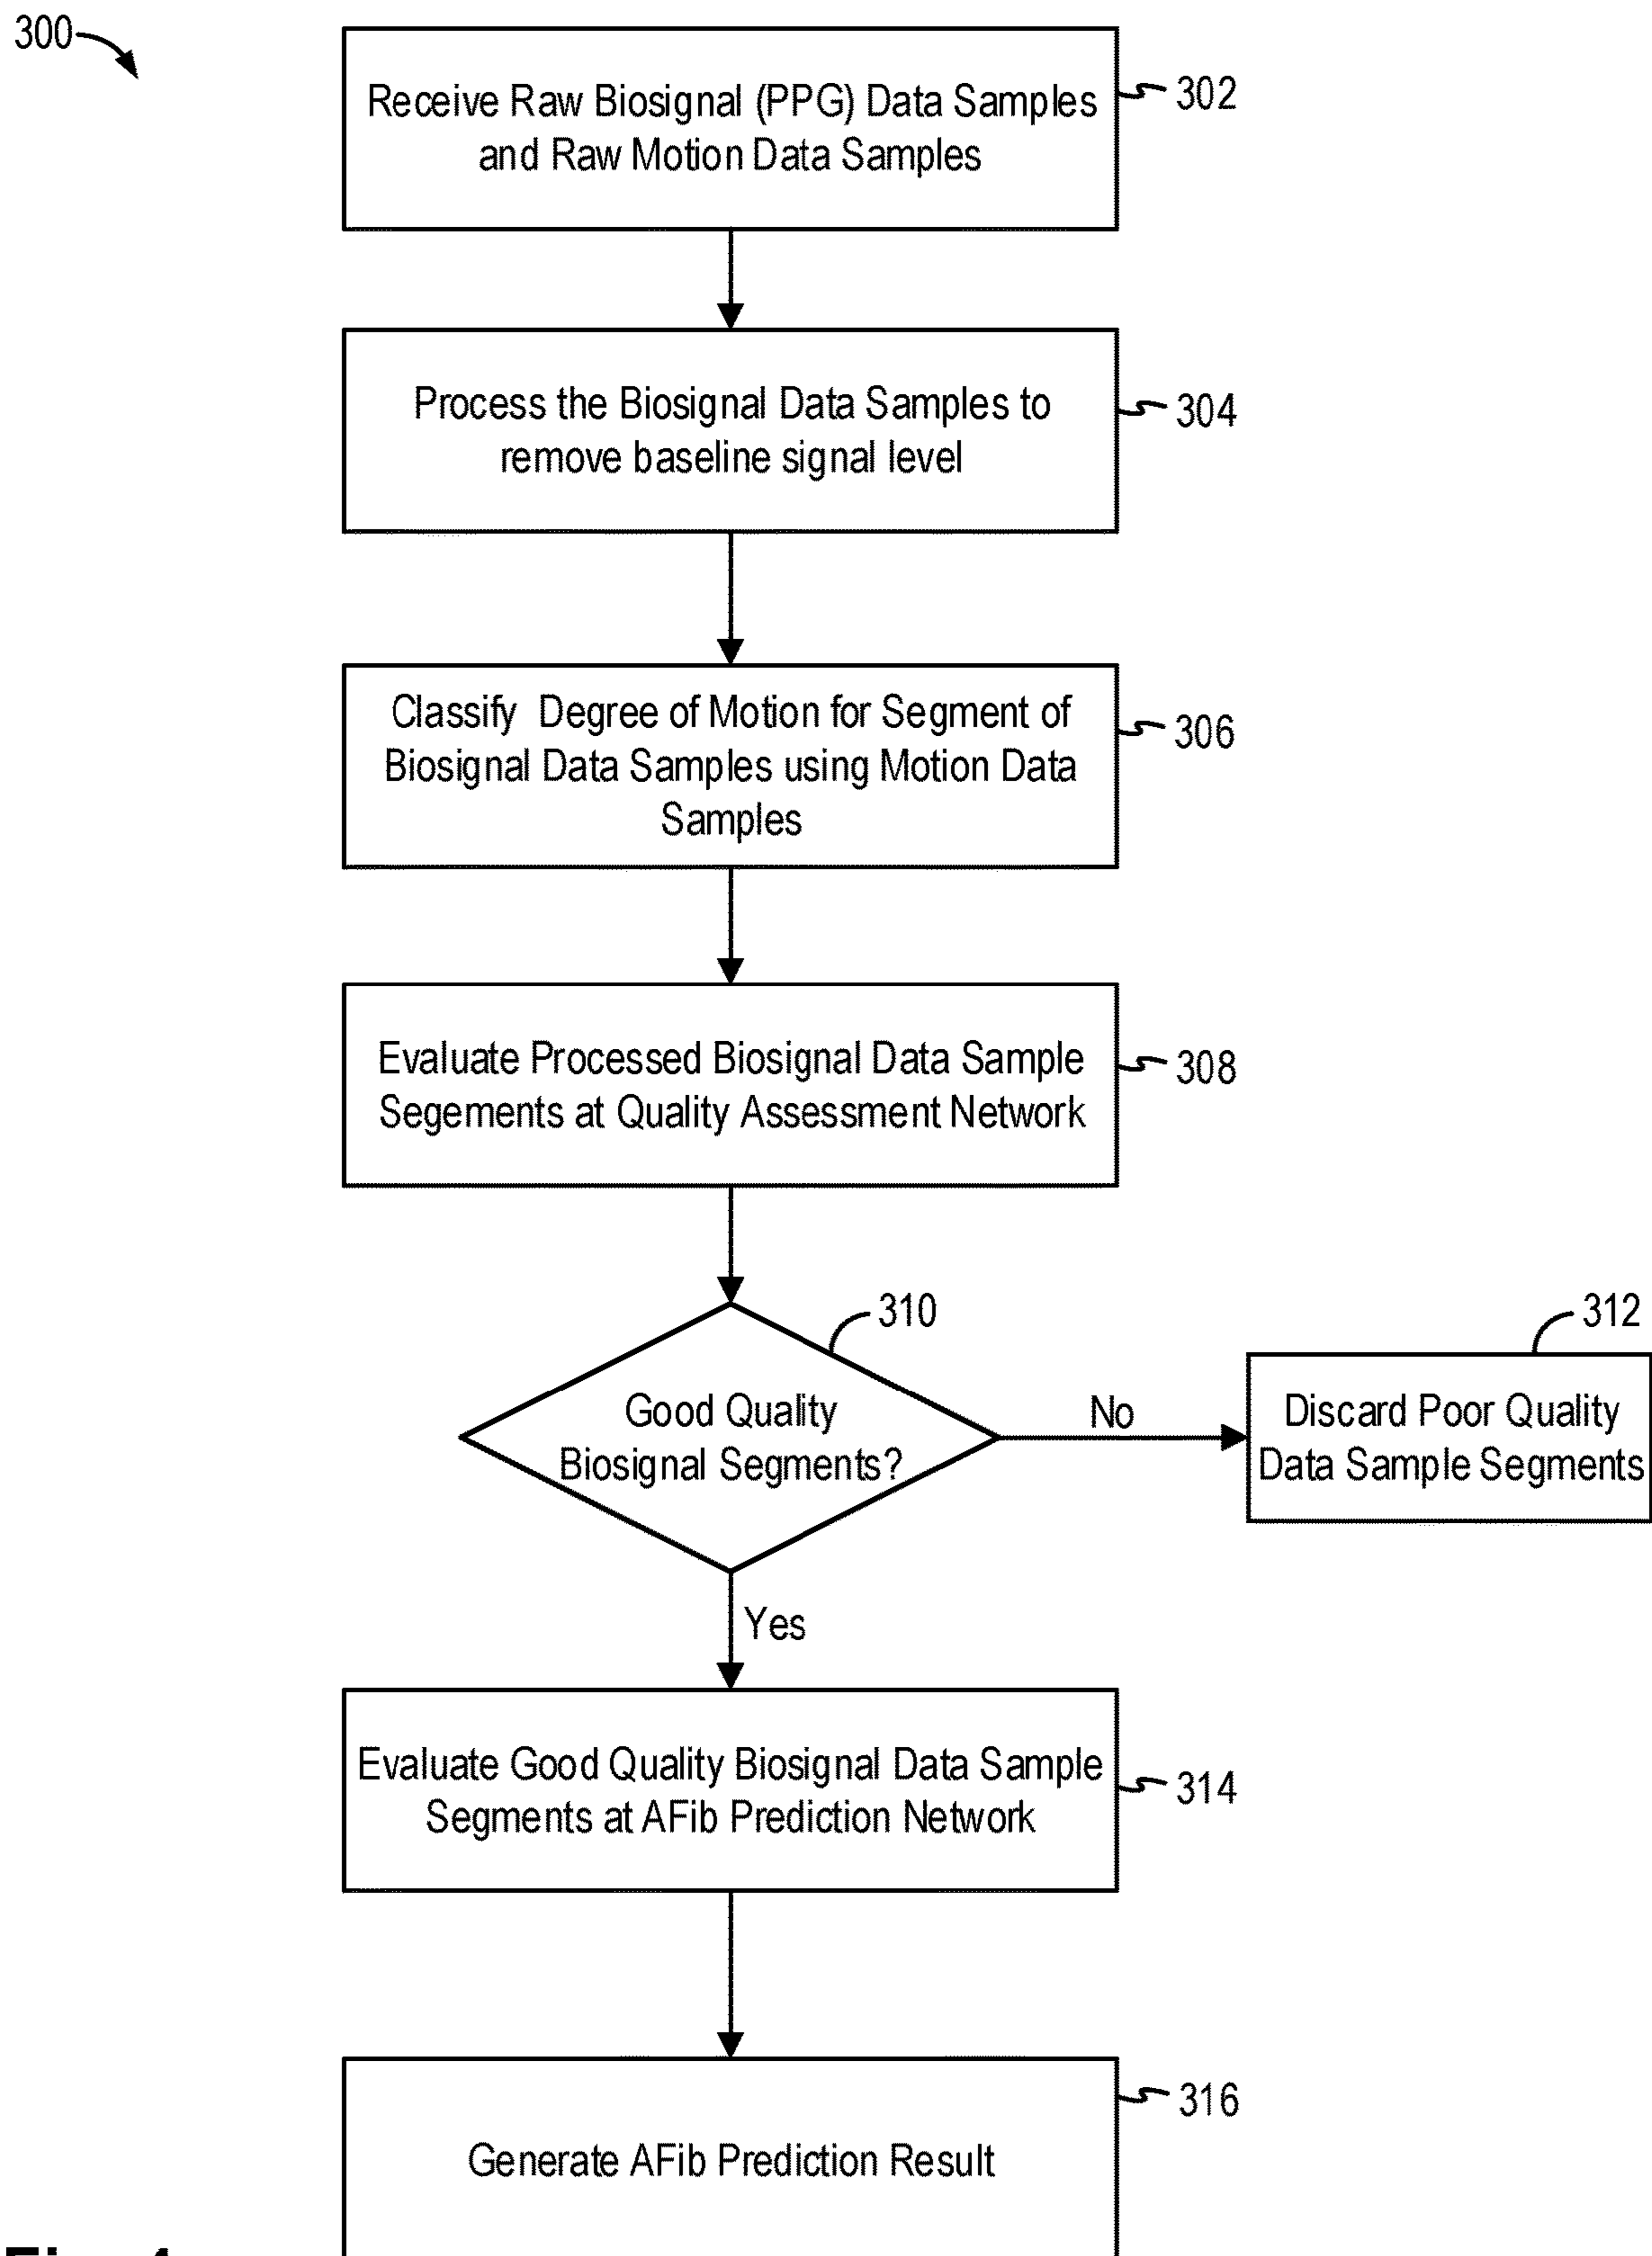 300
Receive Raw Biosignal (PPG) Data Samples
and Raw Motion Data Samples
302
Process the Biosignal Data Samples to
remove baseline signal level
304
Classify Degree of Motion for Segment of
Biosignal Data Samples using Motion Data
Samples
306
Evaluate Processed Biosignal Data Sample
Segements at Quality Assessment Network
308
310
Good Quality
Biosignal Segments?
No
312
Discard Poor Quality
Data Sample Segments
Yes
Evaluate Good Quality Biosignal Data Sample
Segments at AFib Prediction Network
314
316
Generate AFib Prediction Result